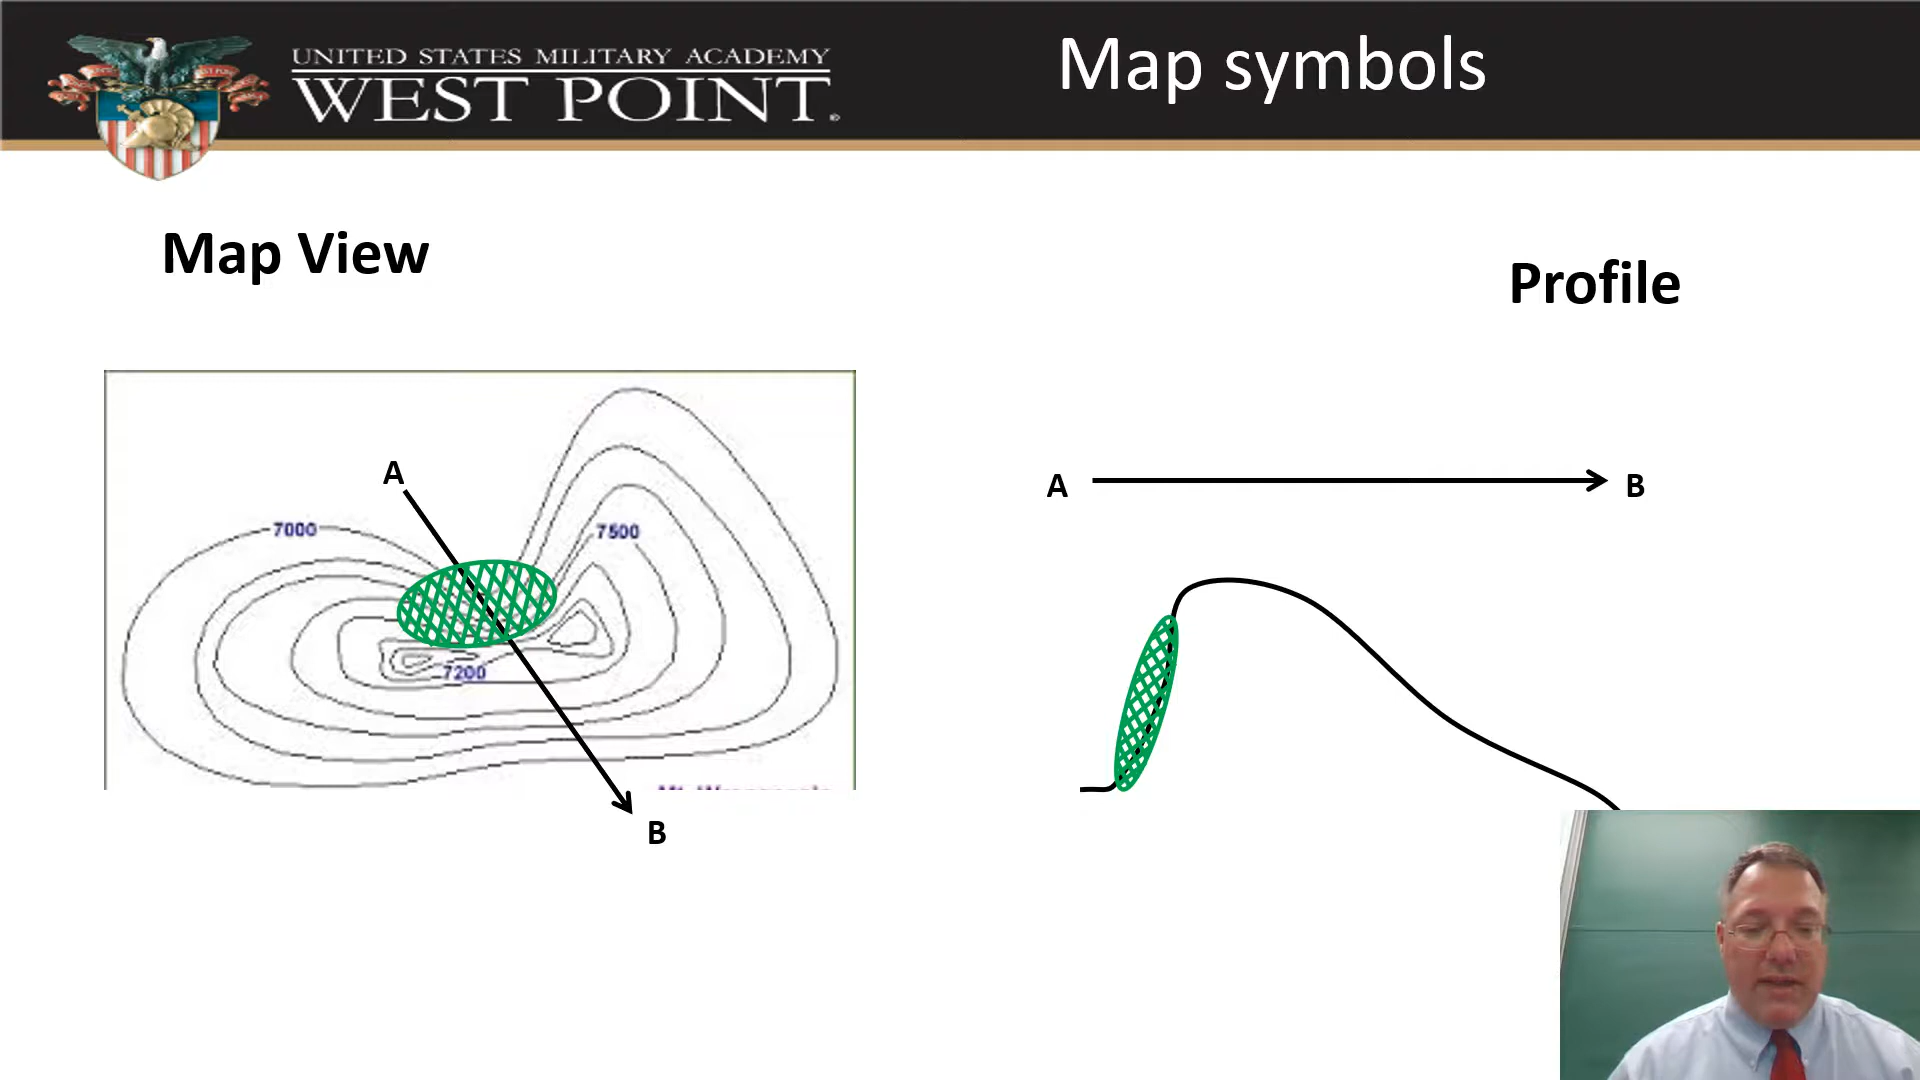 UNITED STATES MILITARY ACADEMY
WEST POINT
Map symbols
Map View
Profile
A
7000
7500
7200
B
A
B